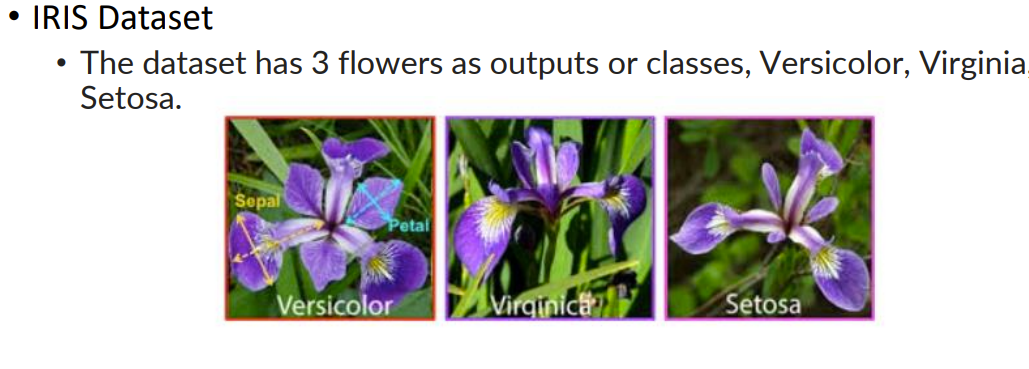 • IRIS Dataset
• The dataset has 3 flowers as outputs or classes, Versicolor, Virginia,
Setosa.
Sepal
Petal
Versicolor
Virginica
Setosa